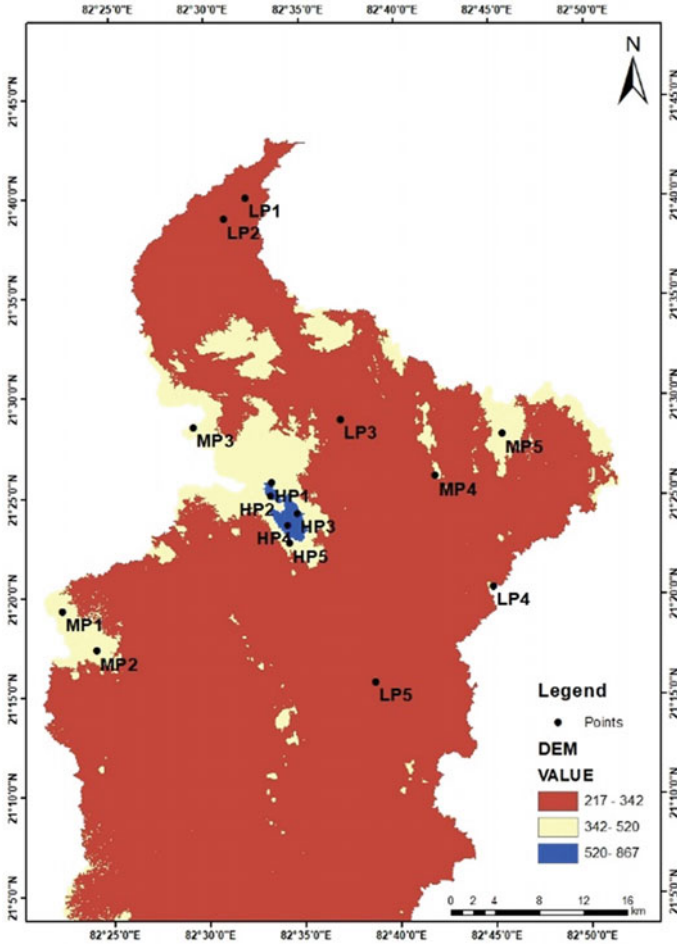 82°20'0"E 82°25'0"E 82°30'0"E 82°35'0"E 82°40'0"E 82°45'0"E 82°50'0"E
N
21°45'0"N 21°45'0"N
21°40'0"N 21°40'0"N
LP1
LP2
21°35'0"N 21°35'0"N
21°30'0"N 21°30'0"N
LP3
MP3
MP5
MP4
21°25'0"N 21°25'0"N
HP1
HP2
HP3
HP4
HP5
21°20'0"N 21°20'0"N
LP4
MP1
MP2
21°15'0"N 21°15'0"N
LP5
Legend
Points
DEM
VALUE
217 - 342
342- 520
520- 867
21°10'0"N 21°10'0"N
21°5'0"N 21°5'0"N
0 2 4 8 12 16
km
82°25'0"E 82°30'0"E 82°35'0"E 82°40'0"E 82°45'0"E 82°50'0"E